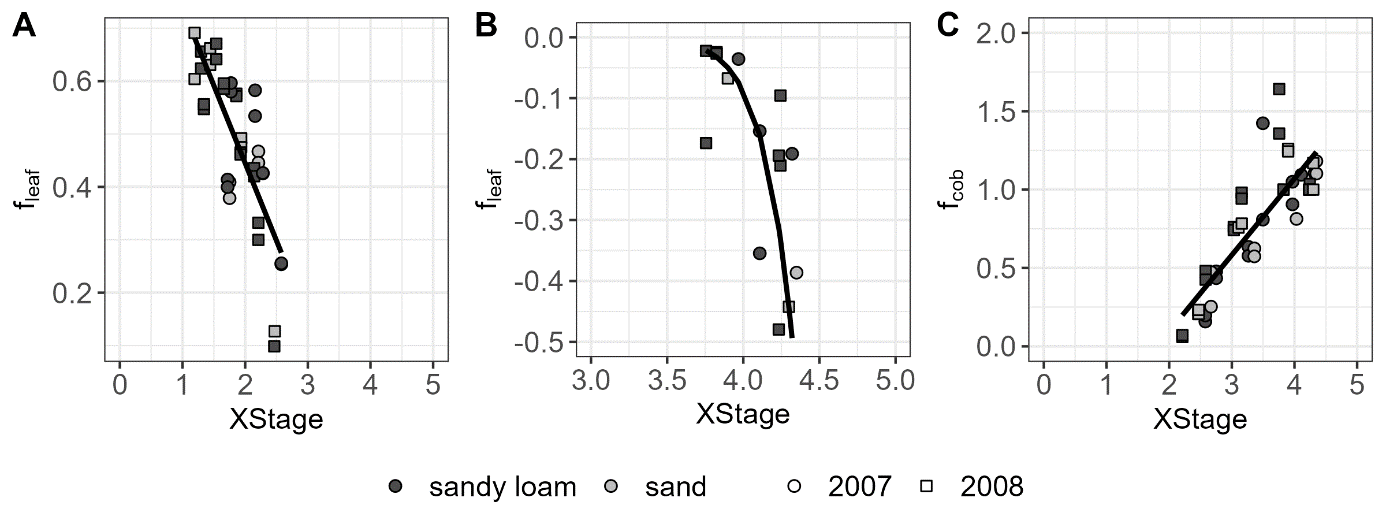 A
B
C
0.6
0.4
0.2
f leaf
0 1 2 3 4 5
XStage
0.0
-0.1
-0.2
-0.3
-0.4
-0.5
f leaf
3.0 3.5 4.0 4.5 5.0
XStage
2.0
1.5
1.0
0.5
0.0
f cob
0 1 2 3 4 5
XStage
sandy loam sand 2007 2008